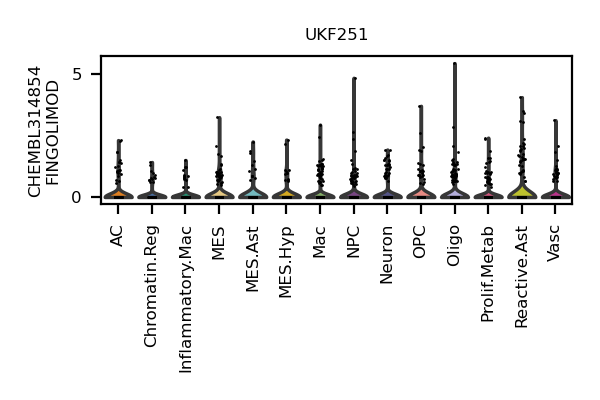 UKF251
CHEMBL314854
FINGOLIMOD
5
0
AC
Chromatin.Reg
Inflammatory.Mac
MES
MES.Ast
MES.Hyp
Mac
NPC
Neuron
OPC
Oligo
Prolif.Metab
Reactive.Ast
Vasc